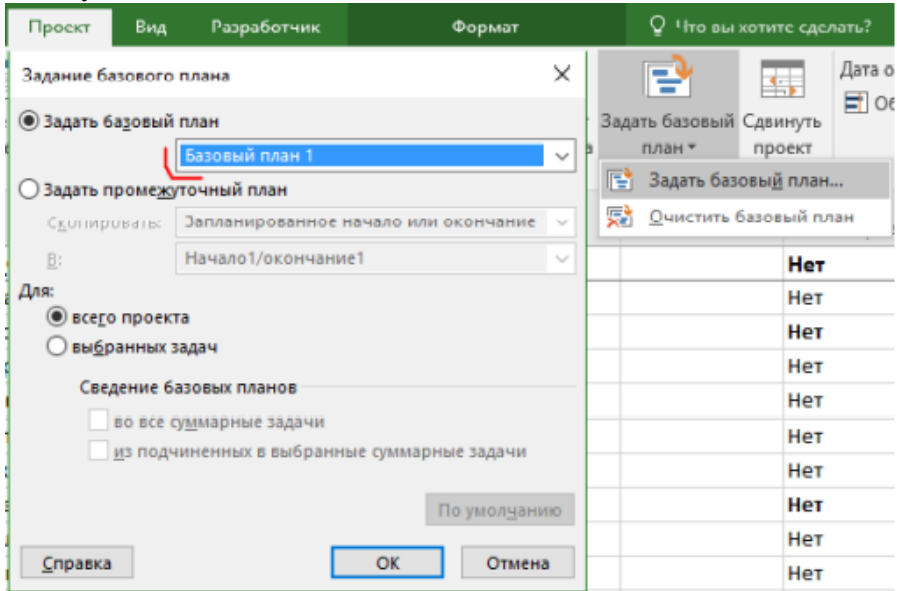 Проект Вид Разработчик Формат Что вы хотите сделать?
Задание базового плана
Задать базовый план
Базовый план 1
Задать промежуточный план
Скопировать: Запланированное начало или окончание
В: Начало1/окончание1
Для:
всего проекта
выбранных задач
Сведение базовых планов
во все суммарные задачи
из подчиненных в выбранные суммарные задачи
По умолчанию
Справка ОК Отмена
Задать базовый план
Сдвинуть проект
Дата
Задать базовый план...
Очистить базовый план
Нет
Нет
Нет
Нет
Нет
Нет
Нет
Нет
Нет
Нет